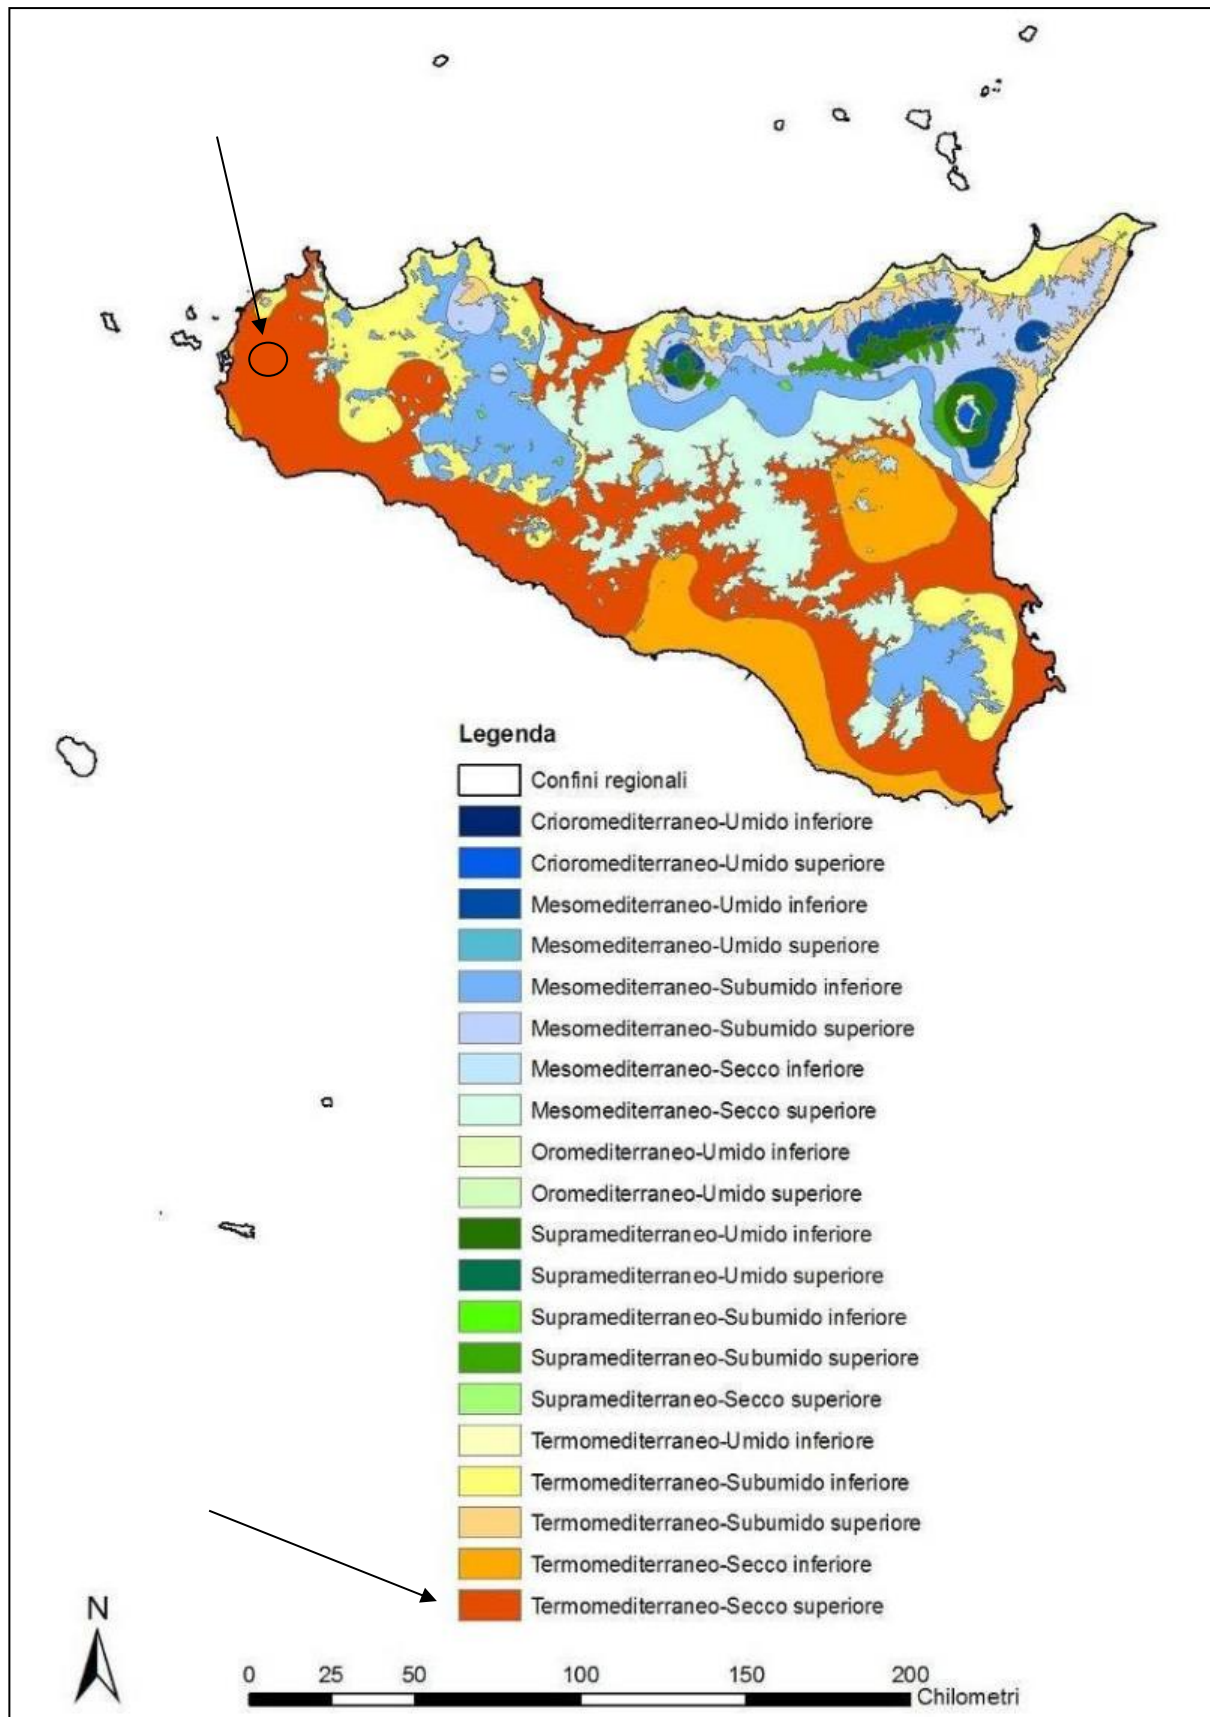 Legenda
Confini regionali
Crioromediterraneo-Umido inferiore
Crioromediterraneo-Umido superiore
Mesomediterraneo-Umido inferiore
Mesomediterraneo-Umido superiore
Mesomediterraneo-Subumido inferiore
Mesomediterraneo-Subumido superiore
Mesomediterraneo-Secco inferiore
Mesomediterraneo-Secco superiore
Oromediterraneo-Umido inferiore
Oromediterraneo-Umido superiore
Supramediterraneo-Umido inferiore
Supramediterraneo-Umido superiore
Supramediterraneo-Subumido inferiore
Supramediterraneo-Subumido superiore
Supramediterraneo-Secco superiore
Termomediterraneo-Umido inferiore
Termomediterraneo-Subumido inferiore
Termomediterraneo-Subumido superiore
Termomediterraneo-Secco inferiore
Termomediterraneo-Secco superiore
N
0 25 50 100 150 200
Chilometri